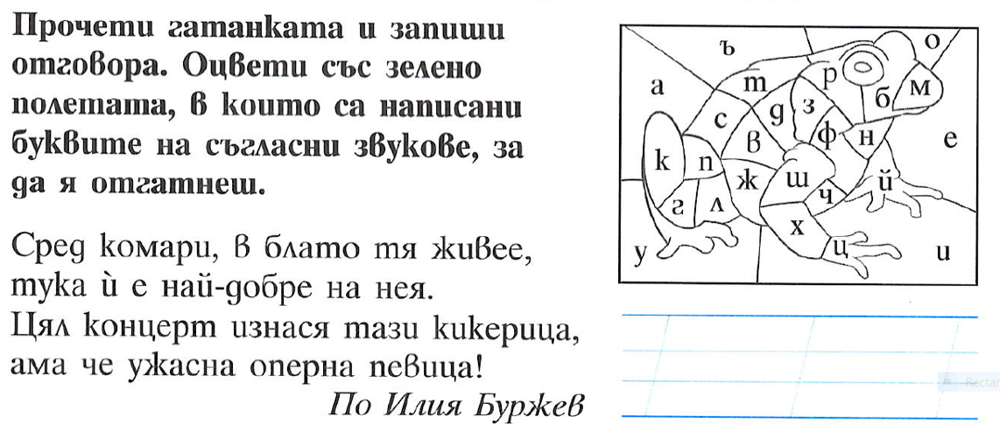 Прочети гатанката и запиши
отговора. Оцвети със зелено
полетата, в които са написани
буквите на съгласни звукове, за
да я отгатнеш.
Сред комари, в блато тя живее,
тука ѝ е най-добре на нея.
Цял концерт изнася тази кикерица,
ама че ужасна оперна певица!
По Илия Буржев
ъ
о
а
т
р
б
м
с
д
з
в
ф
н
е
к
п
ж
ш
ч
й
г
л
х
у
ц
и
Rectan